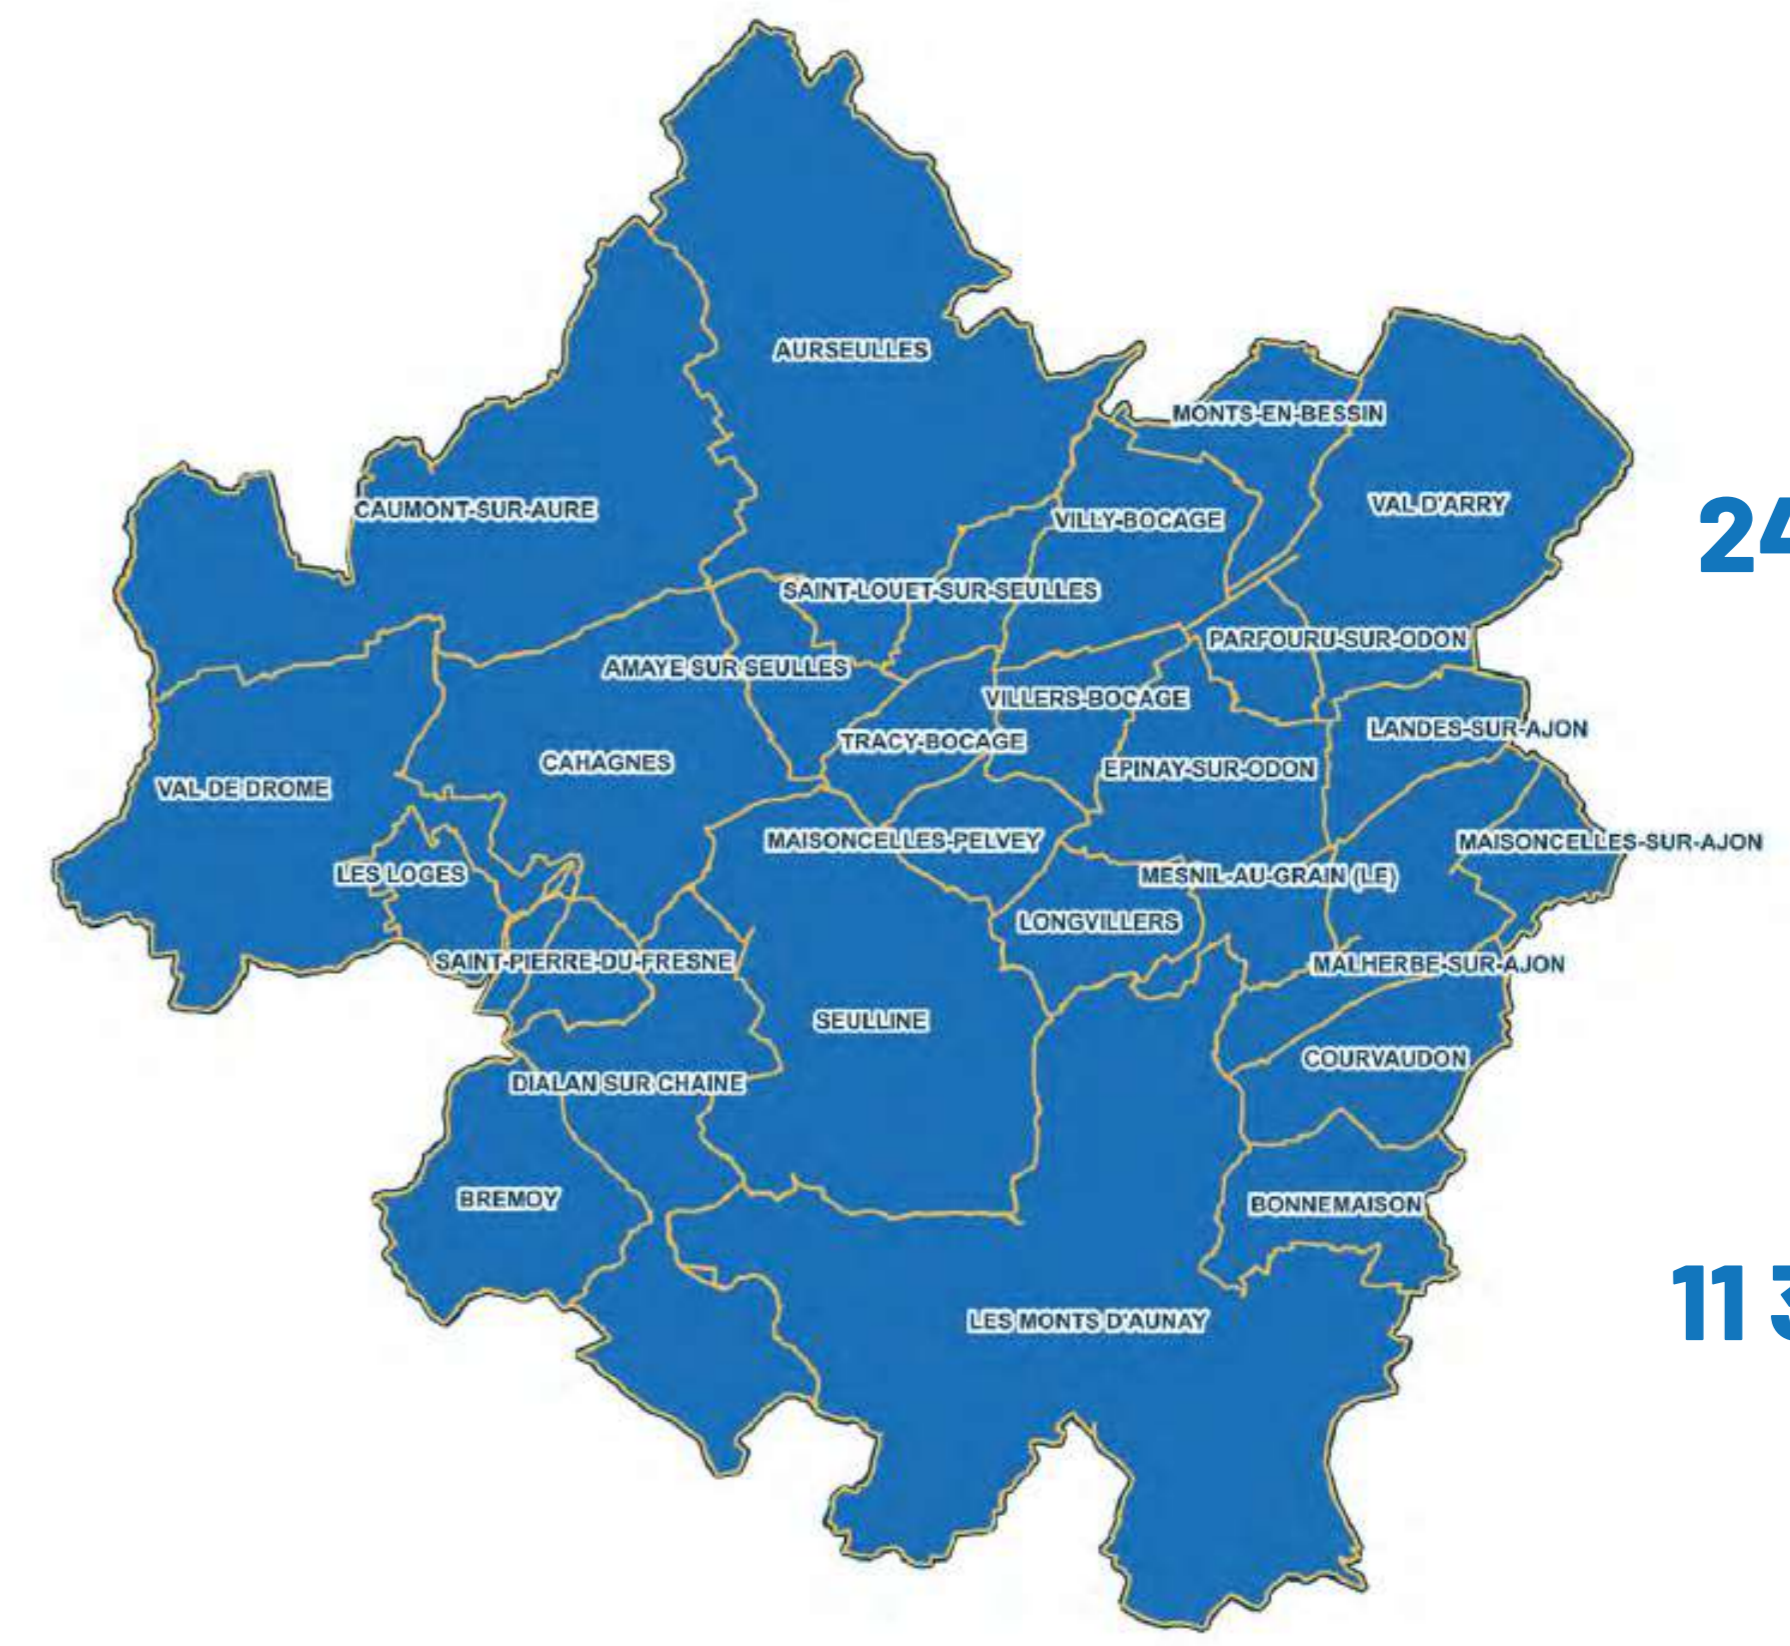 AURSEULLES
MONTS-EN-BESSIN
VAL D'ARRY
CAUMONT-SUR-AURE
VILLY-BOCAGE
24
SAINT-LOUET-SUR-SEULLES
PARFOURU-SUR-ODON
AMAYE SUR SEULLES
VILLERS-BOCAGE
LANDES-SUR-AJON
TRACY-BOCAGE
CAHAGNES
EPINAY-SUR-ODON
VAL DE DROME
MAISONCELLES-PELVEY
MAISONCELLES-SUR-AJON
LES LOGES
MESNIL-AU-GRAIN (LE)
LONGVILLERS
SAINT-PIERRE-DU-FRESNE
MALHERBE-SUR-AJON
SEULLINE
COURVAUDON
DIALAN SUR CHAINE
BREMOY
BONNEMAISON
11 3
LES MONTS D'AUNAY